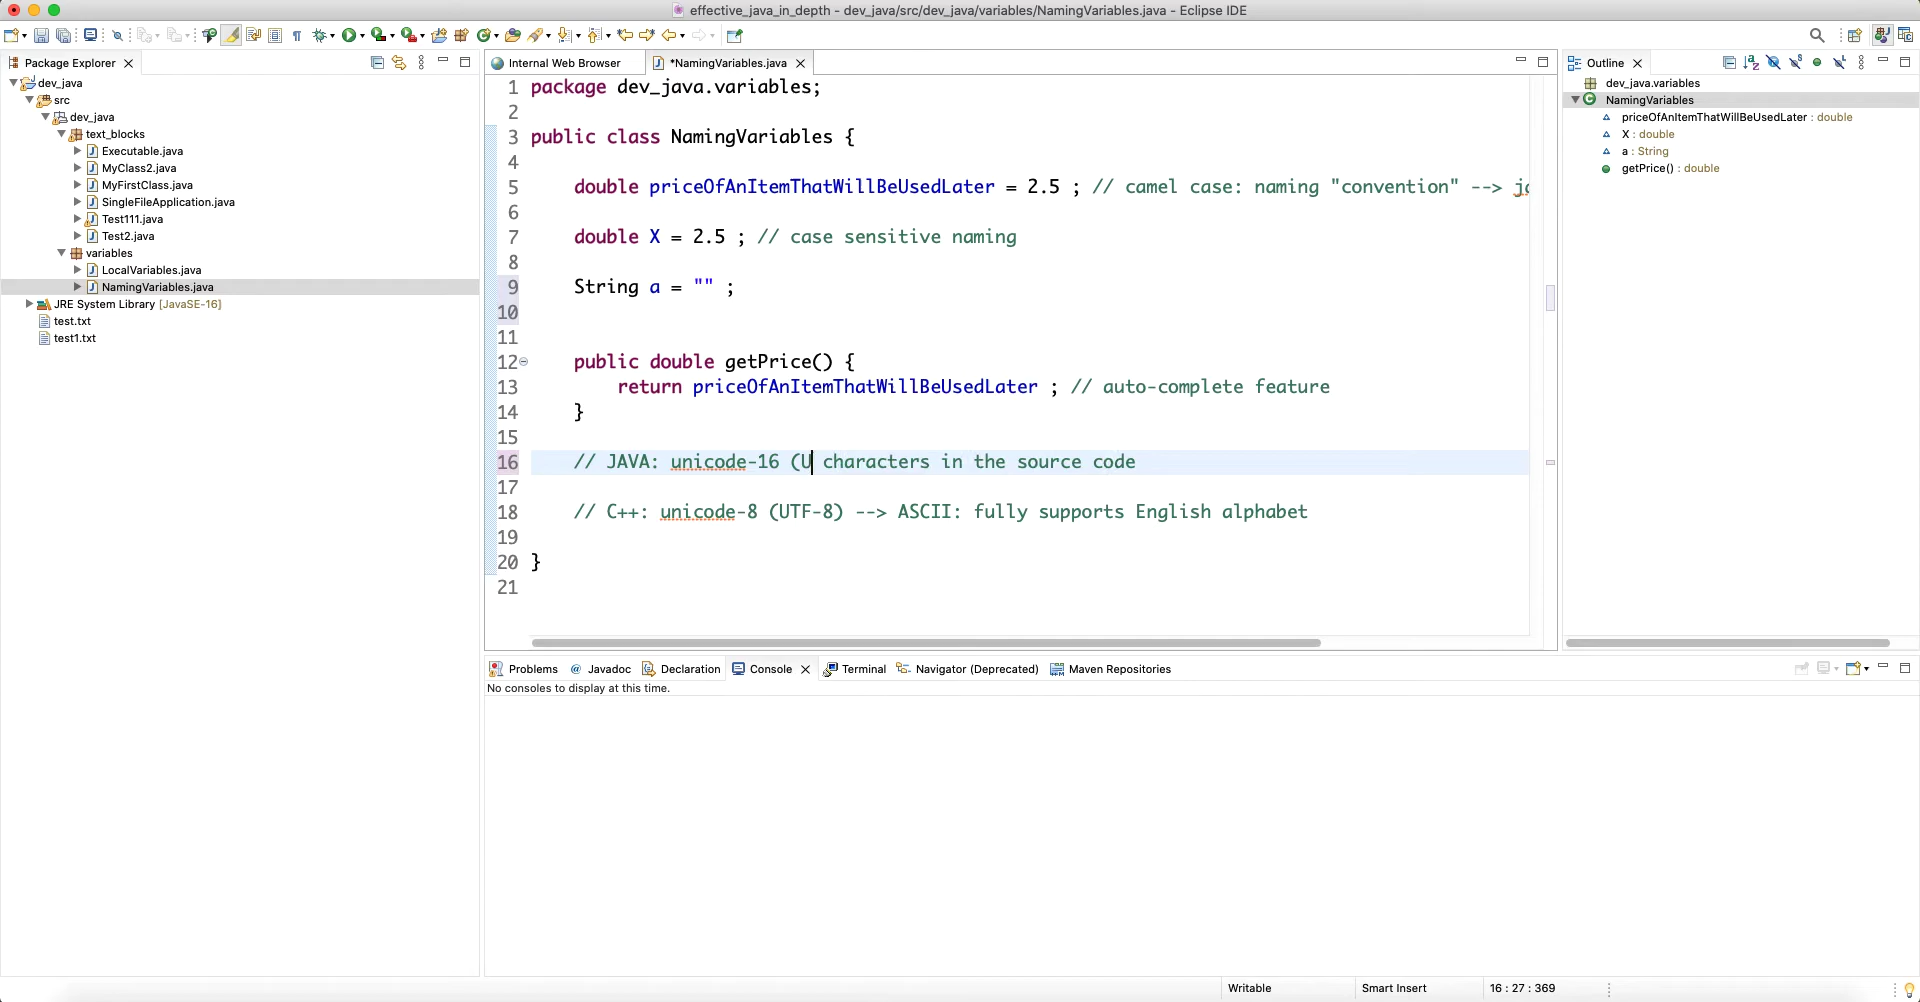 effective_java_in_depth - dev_java/src/dev_java/variables/NamingVariables.java - Eclipse IDE
Package Explorer
dev_java
src
dev_java
text_blocks
Executable.java
MyClass2.java
MyFirstClass.java
SingleFileApplication.java
Test111.java
Test2.java
variables
LocalVariables.java
NamingVariables.java
JRE System Library [JavaSE-16]
test.txt
test1.txt
Internal Web Browser
*NamingVariables.java
1 package dev_java.variables;
2
3 public class NamingVariables {
4
5 double priceOfAnItemThatWillBeUsedLater = 2.5 ; // camel case: naming "convention" -->
6
7 double X = 2.5 ; // case sensitive naming
8
9 String a = "" ;
10
11
12 public double getPrice() {
13 return priceOfAnItemThatWillBeUsedLater ; // auto-complete feature
14 }
15
16 // JAVA: unicode-16 (U characters in the source code
17
18 // C++: unicode-8 (UTF-8) --> ASCII: fully supports English alphabet
19
20 }
21
Outline
dev_java.variables
NamingVariables
priceOfAnItemThatWillBeUsedLater : double
X : double
a : String
getPrice() : double
Problems
@ Javadoc
Declaration
Console
Terminal
Navigator (Deprecated)
Maven Repositories
No consoles to display at this time.
Writable
Smart Insert
16 : 27 : 369